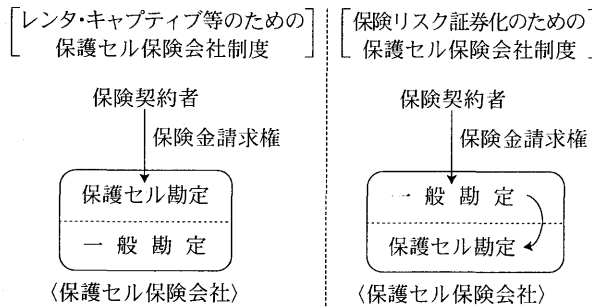 レンタ・キャプティブ等のための
保護セル保険会社制度
保険契約者
保険金請求権
保護セル勘定
一般勘定
〈保護セル保険会社〉
保険リスク証券化のための
保護セル保険会社制度
保険契約者
保険金請求権
一般勘定
保護セル勘定
〈保護セル保険会社〉